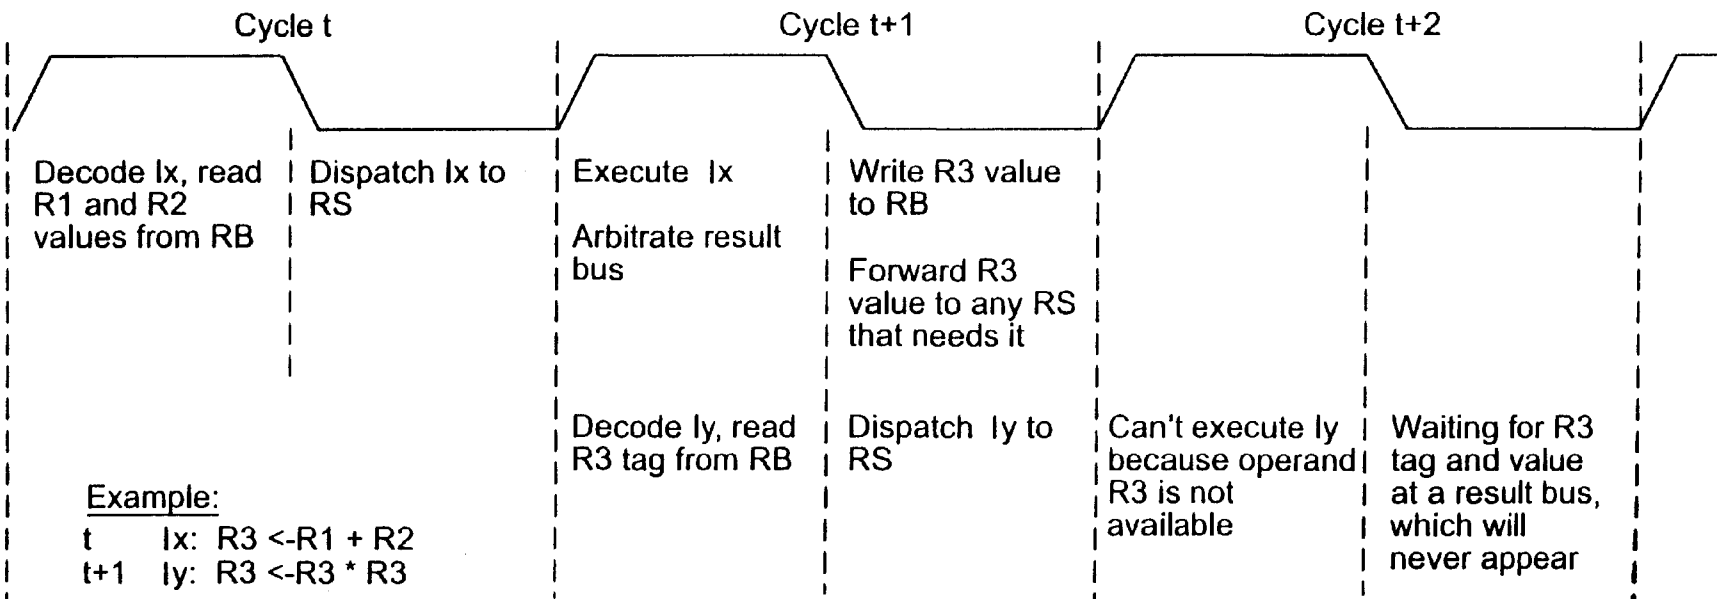 Cycle t
Cycle t+1
Cycle t+2
Decode Ix, read
R1 and R2
values from RB
Dispatch Ix to
RS
Execute Ix
Arbitrate result
bus
Write R3 value
to RB
Forward R3
value to any RS
that needs it
Decode Iy, read
R3 tag from RB
Dispatch Iy to
RS
Can't execute Iy
because operand
R3 is not
available
Waiting for R3
tag and value
at a result bus,
which will
never appear
Example:
t Ix: R3 <-R1 + R2
t+1 Iy: R3 <-R3 * R3